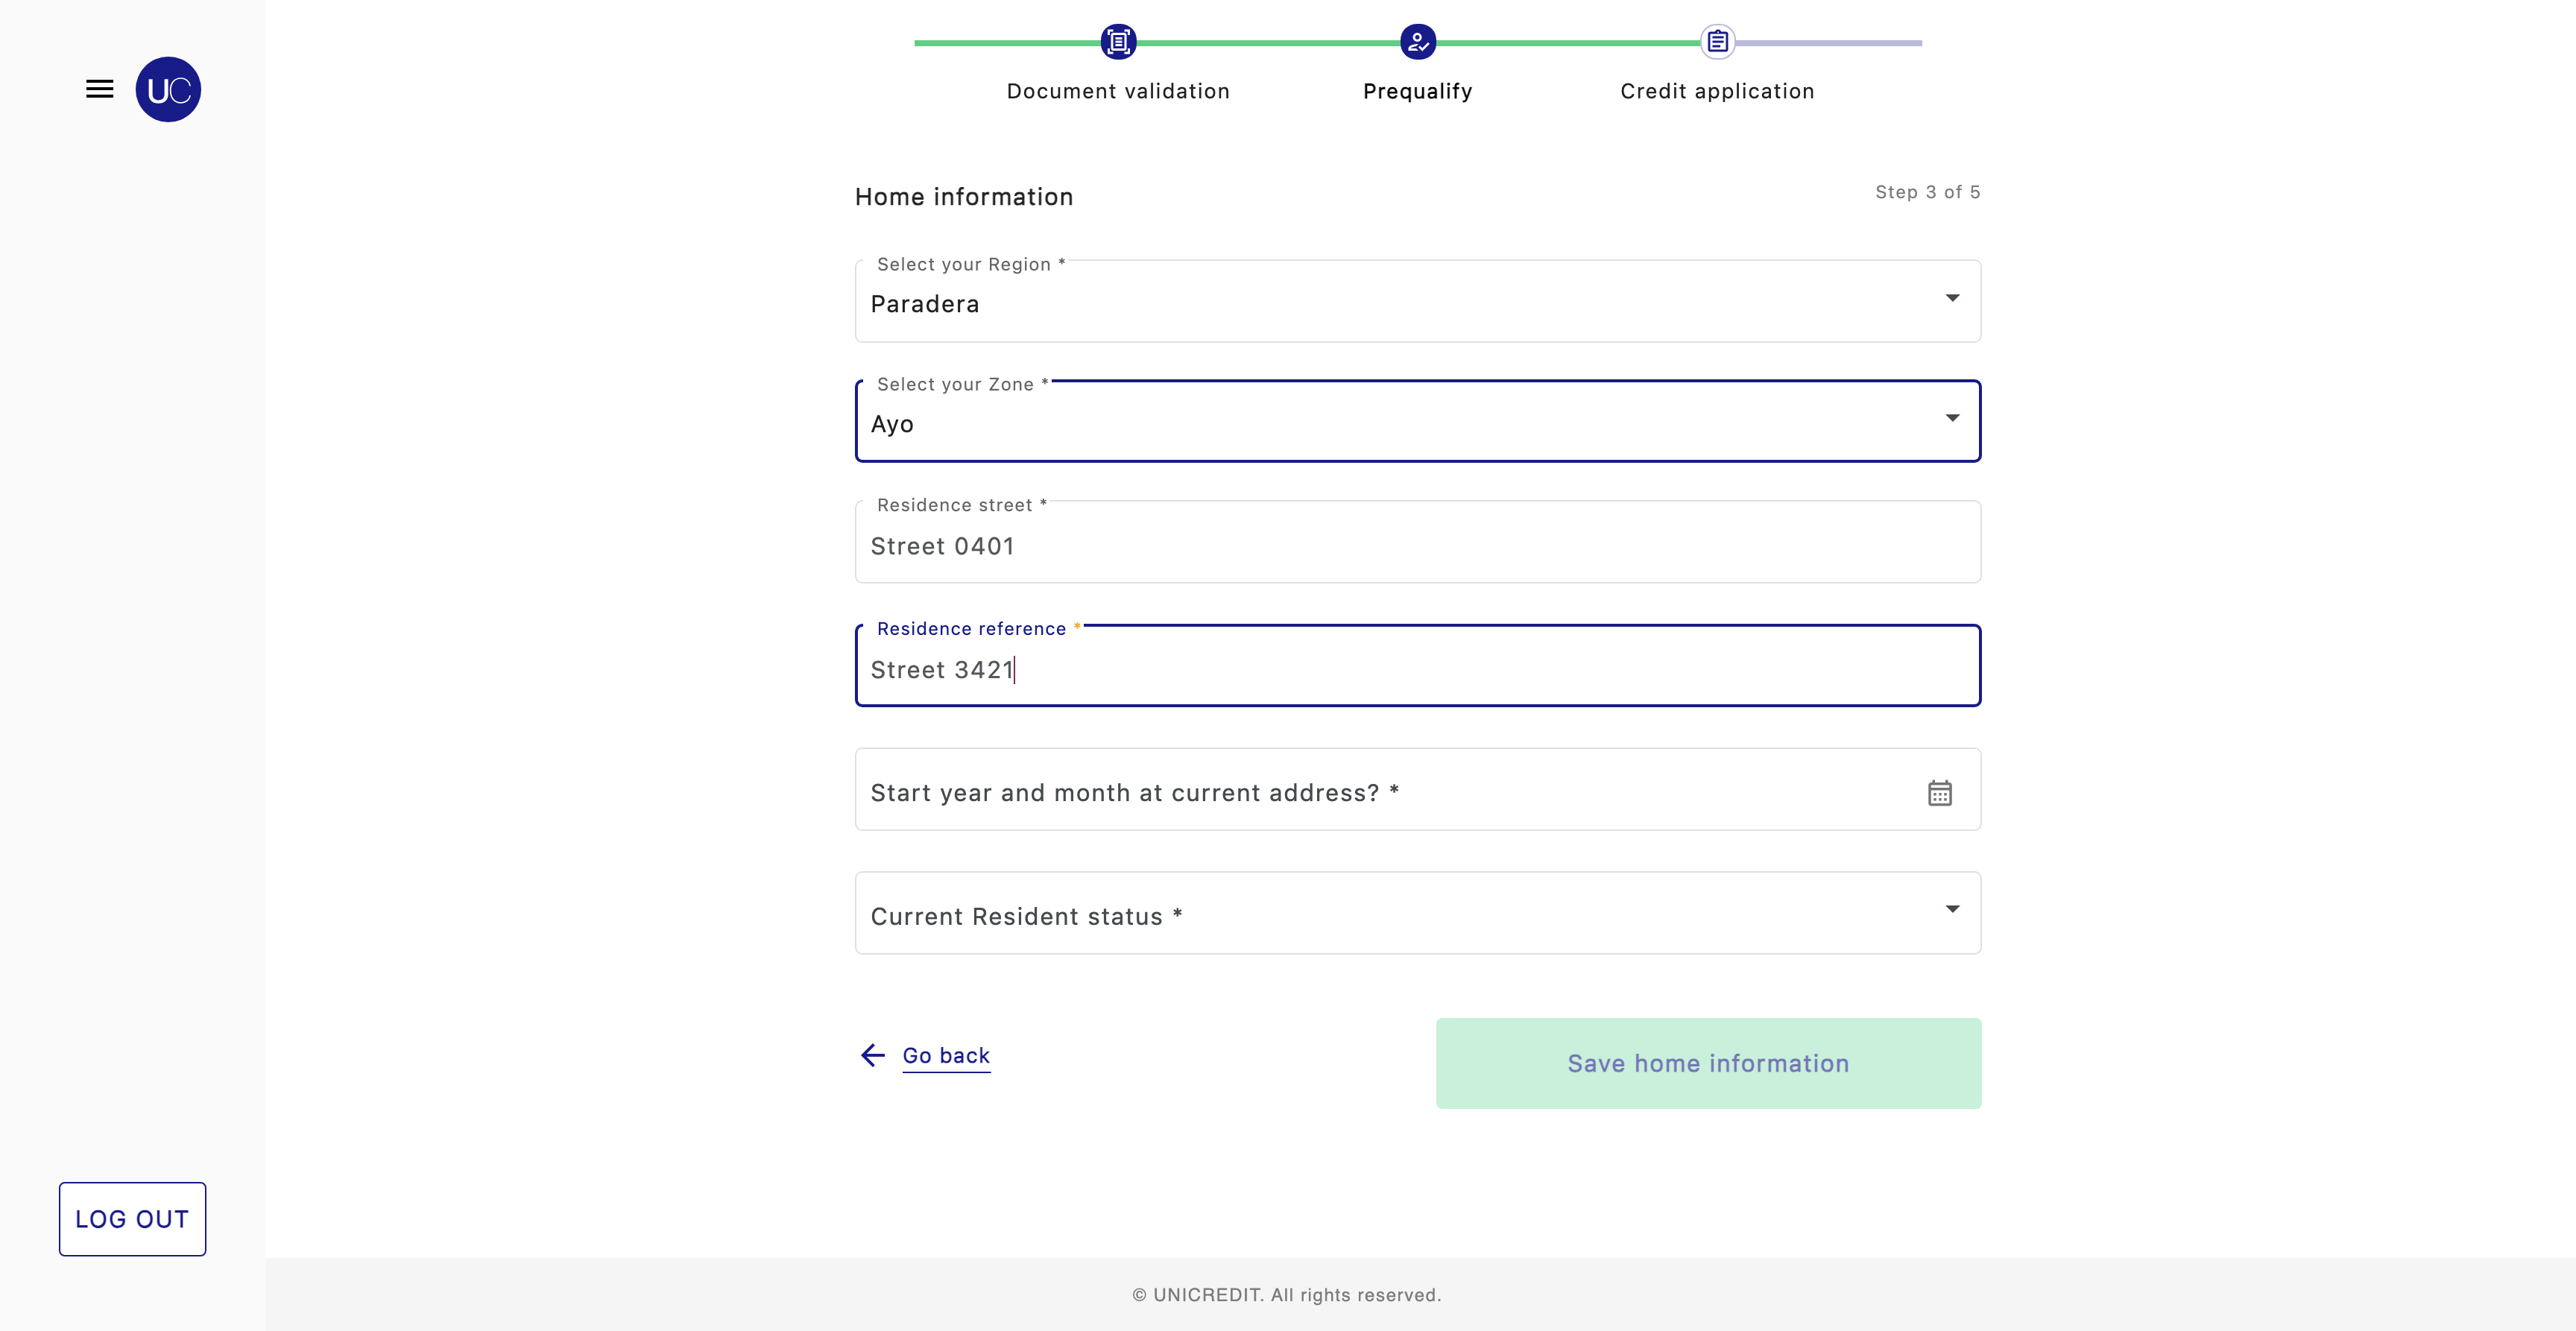 UC
Document validation
Prequalify
Credit application
Home information
Step 3 of 5
Select your Region *
Paradera
Select your Zone *
Ayo
Residence street *
Street 0401
Residence reference *
Street 3421
Start year and month at current address? *
Current Resident status *
Go back
Save home information
LOG OUT
© UNICREDIT. All rights reserved.